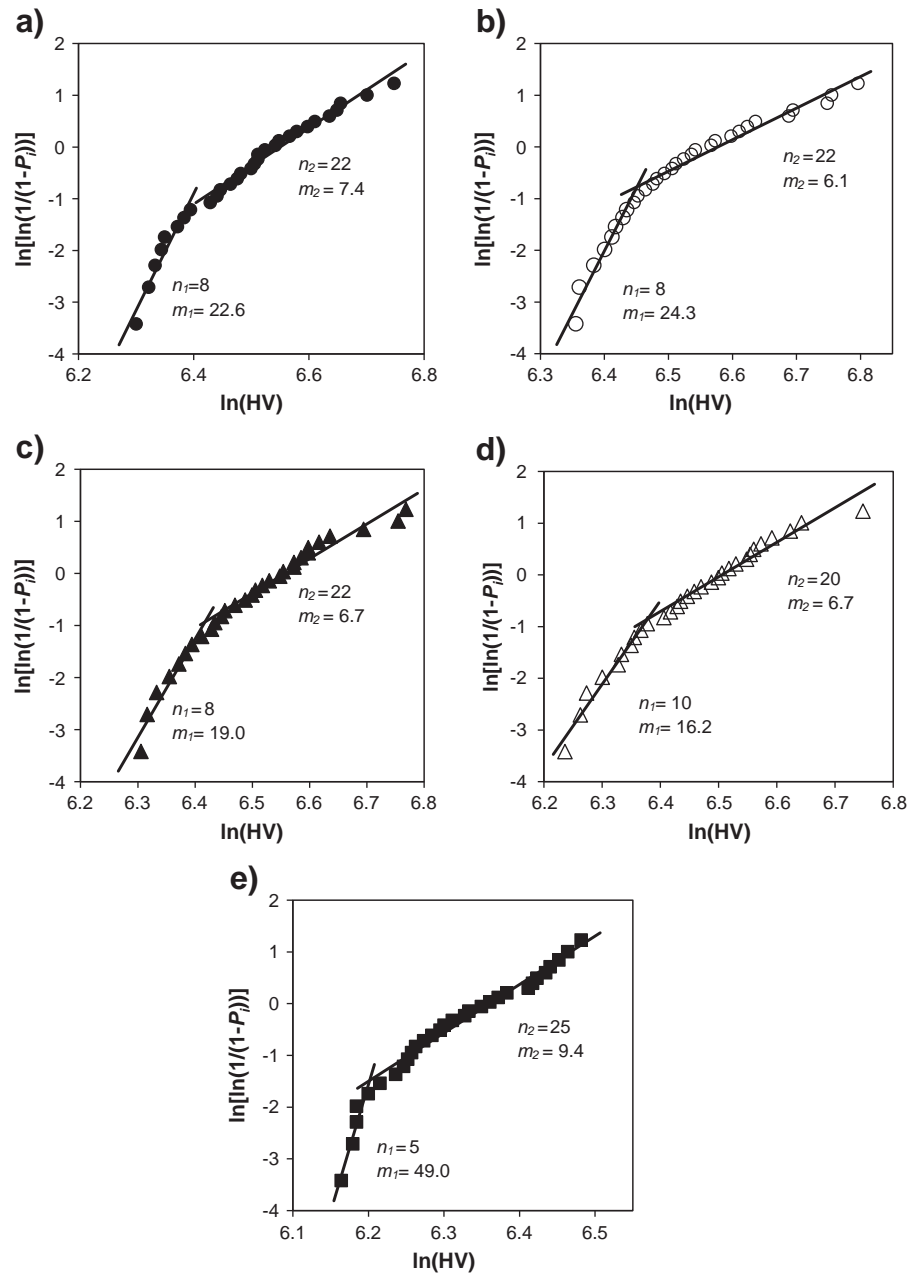 a)
2
1
0
-1
-2
-3
-4
6.2
6.4
6.6
6.8
ln[ln(1/(1-Pi))]
ln(HV)
n2=22
m2= 7.4
n1=8
m1= 22.6
b)
2
1
0
-1
-2
-3
-4
6.3
6.4
6.5
6.6
6.7
6.8
ln[ln(1/(1-Pi))]
ln(HV)
n2=22
m2= 6.1
n1= 8
m1= 24.3
c)
2
1
0
-1
-2
-3
-4
6.2
6.3
6.4
6.5
6.6
6.7
6.8
ln[ln(1/(1-Pi))]
ln(HV)
n2=22
m2= 6.7
n1=8
m1= 19.0
d)
2
1
0
-1
-2
-3
-4
6.2
6.3
6.4
6.5
6.6
6.7
6.8
ln[ln(1/(1-Pi))]
ln(HV)
n2=20
m2= 6.7
n1= 10
m1= 16.2
e)
2
1
0
-1
-2
-3
-4
6.1
6.2
6.3
6.4
6.5
ln[ln(1/(1-Pi))]
ln(HV)
n2=25
m2= 9.4
n1=5
m1= 49.0